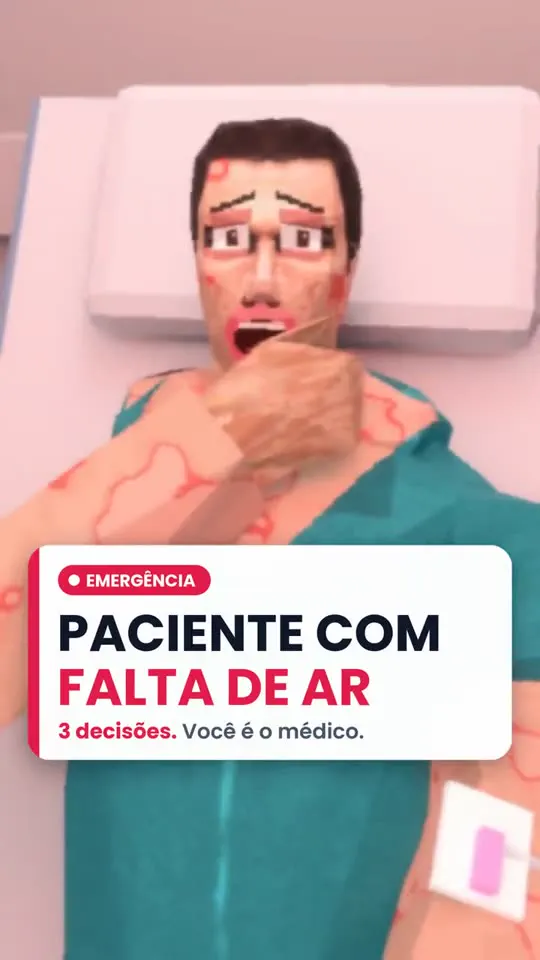 EMERGÊNCIA
PACIENTE COM
FALTA DE AR
3 decisões. Você é o médico.